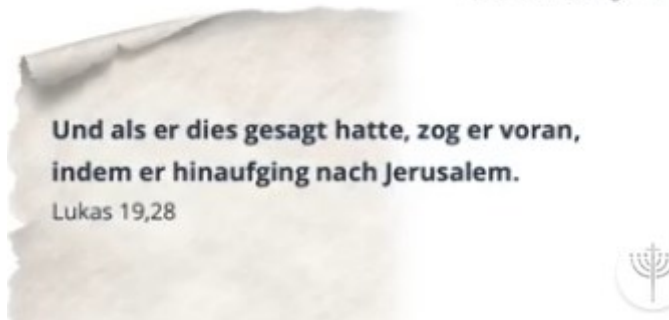 Und als er dies gesagt hatte, zog er voran,
indem er hinaufging nach Jerusalem.
Lukas 19,28